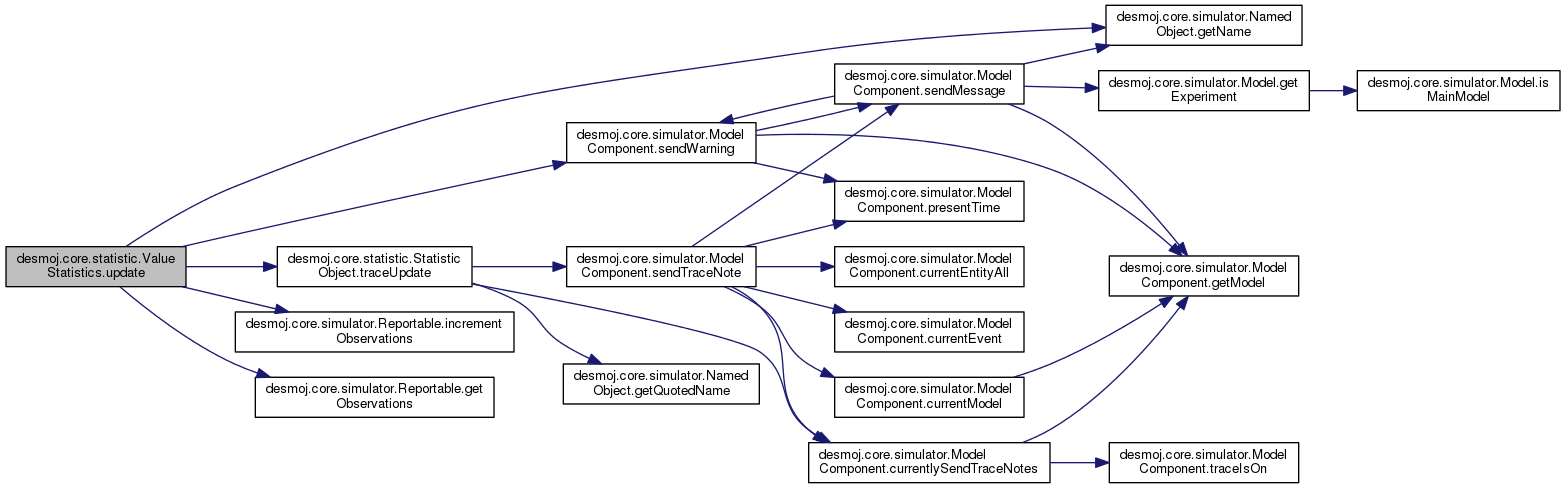 desmoj.core.statistic.Value
Statistics.update
desmoj.core.simulator.Named
Object.getName
desmoj.core.simulator.Model
Component.sendWarning
desmoj.core.simulator.Model
Component.sendMessage
desmoj.core.simulator.Model.get
Experiment
desmoj.core.simulator.Model.is
MainModel
desmoj.core.simulator.Model
Component.presentTime
desmoj.core.statistic.Statistic
Object.traceUpdate
desmoj.core.simulator.Model
Component.sendTraceNote
desmoj.core.simulator.Model
Component.currentEntityAll
desmoj.core.simulator.Model
Component.getModel
desmoj.core.simulator.Reportable.increment
Observations
desmoj.core.simulator.Model
Component.currentEvent
desmoj.core.simulator.Reportable.get
Observations
desmoj.core.simulator.Named
Object.getQuotedName
desmoj.core.simulator.Model
Component.currentModel
desmoj.core.simulator.Model
Component.currentlySendTraceNotes
desmoj.core.simulator.Model
Component.traceIsOn